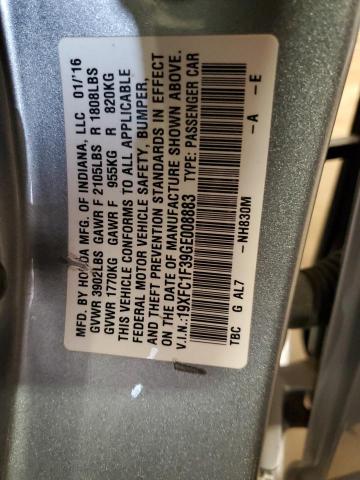 MFD. BY HONDA MFG. OF INDIANA, LLC 01/'16
GVWR 3902LBS GAWR F 2105LBS R 1808LBS
GVWR 1770KG GAWR F 955KG R 820KG
THIS VEHICLE CONFORMS TO ALL APPLICABLE
FEDERAL MOTOR VEHICLE SAFETY, BUMPER,
AND THEFT PREVENTION STANDARDS IN EFFECT
ON THE DATE OF MANUFACTURE SHOWN ABOVE.
V.I.N.:19XFC1F39GE008883 TYPE: PASSENGER CAR
TBC G AL7 -NH830M -A -E